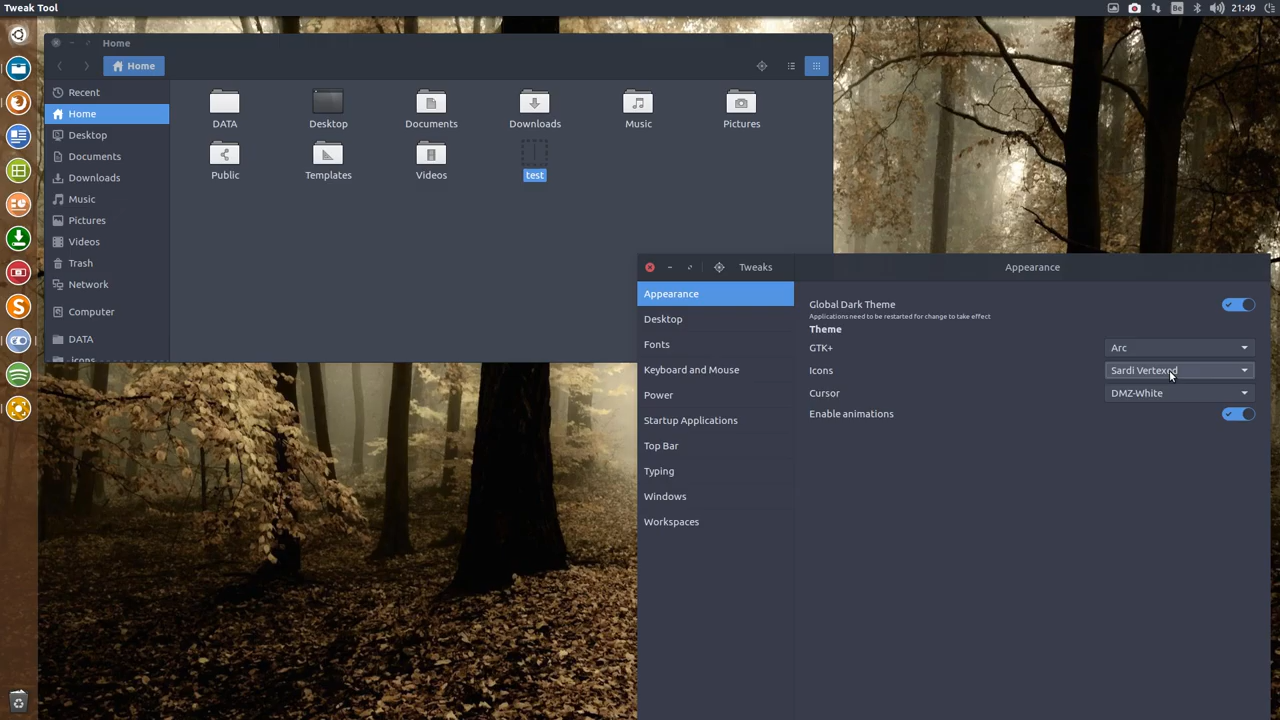 Tweak Tool
Be
21:49
Home
Home
Recent
Home
Desktop
Documents
Downloads
Music
Pictures
Videos
Trash
Network
Computer
DATA
.icons
DATA
Desktop
Documents
Downloads
Music
Pictures
Public
Templates
Videos
test
Tweaks
Appearance
Appearance
Desktop
Fonts
Keyboard and Mouse
Power
Startup Applications
Top Bar
Typing
Windows
Workspaces
Global Dark Theme
Applications need to be restarted for change to take effect
Theme
GTK+
Arc
Icons
Sardi Vertexed
Cursor
DMZ-White
Enable animations